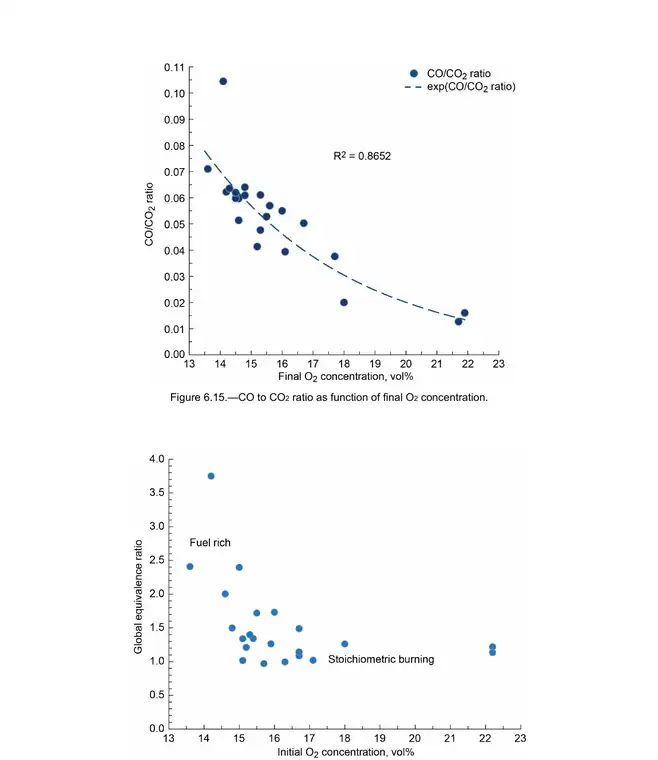 CO/CO2 ratio
exp(CO/CO2 ratio)
R2 = 0.8652
CO/CO2 ratio
0.11
0.10
0.09
0.08
0.07
0.06
0.05
0.04
0.03
0.02
0.01
0.00
13 14 15 16 17 18 19 20 21 22 23
Final O2 concentration, vol%
Figure 6.15.—CO to CO2 ratio as function of final O2 concentration.
Global equivalence ratio
4.0
3.5
3.0
Fuel rich
2.5
2.0
1.5
Stoichiometric burning
1.0
0.5
0.0
13 14 15 16 17 18 19 20 21 22 23
Initial O2 concentration, vol%